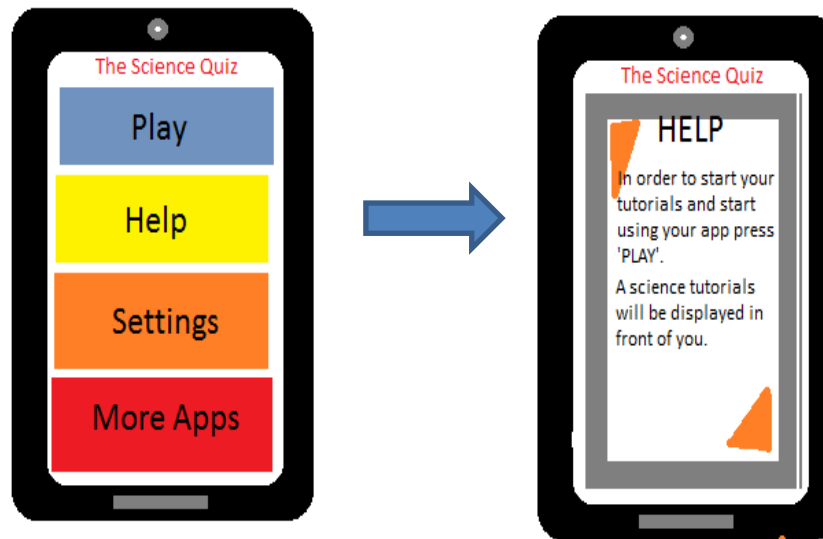 The Science Quiz
Play
Help
Settings
More Apps
The Science Quiz
HELP
In order to start your
tutorials and start
using your app press
'PLAY'.
A science tutorials
will be displayed in
front of you.